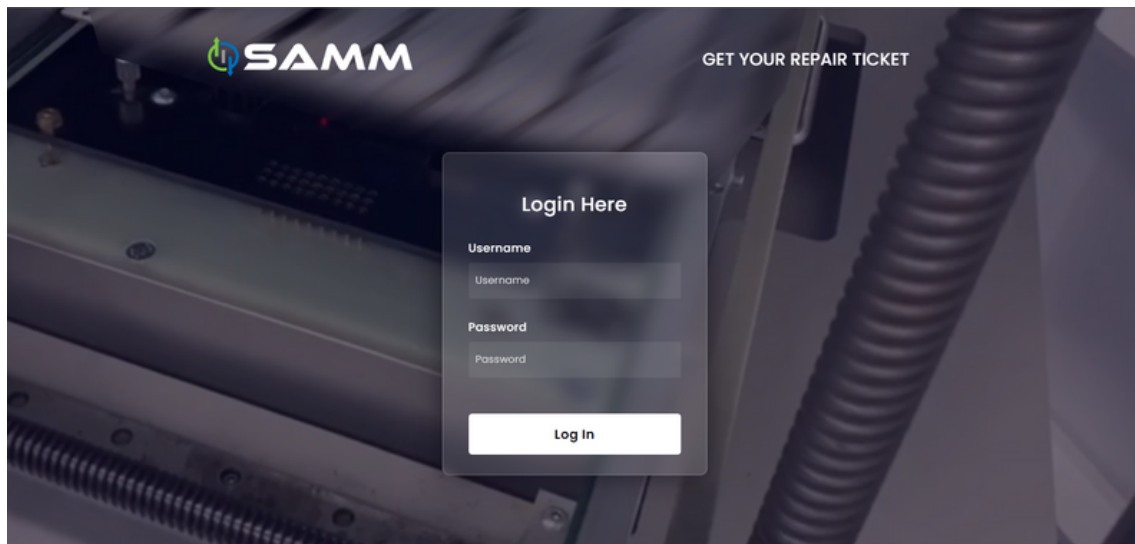 SAMM
GET YOUR REPAIR TICKET
Login Here
Username
Username
Password
Password
Log In